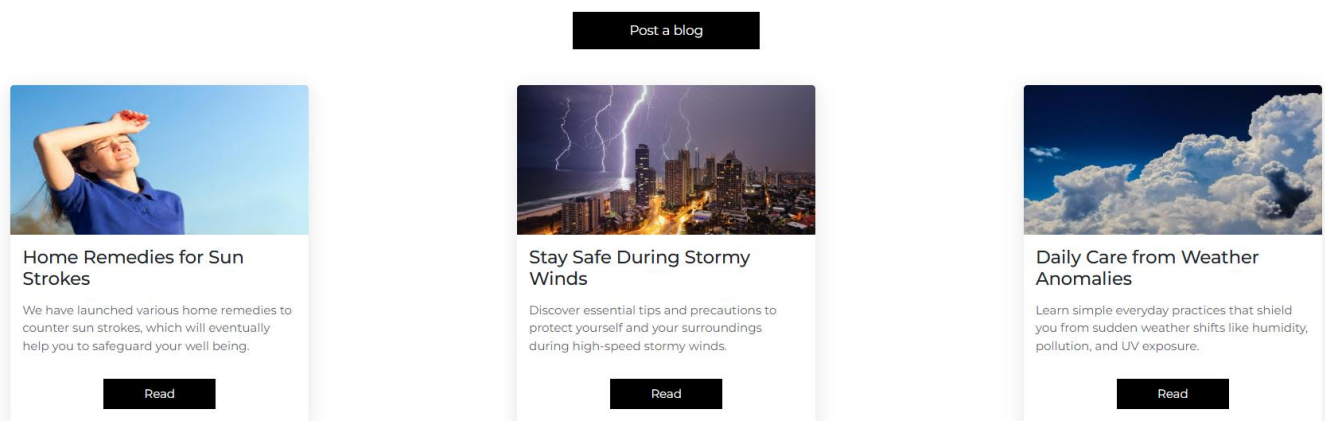 Post a blog
Home Remedies for Sun
Strokes
We have launched various home remedies to
counter sun strokes, which will eventually
help you to safeguard your well being.
Read
Stay Safe During Stormy
Winds
Discover essential tips and precautions to
protect yourself and your surroundings
during high-speed stormy winds.
Read
Daily Care from Weather
Anomalies
Learn simple everyday practices that shield
you from sudden weather shifts like humidity,
pollution, and UV exposure.
Read